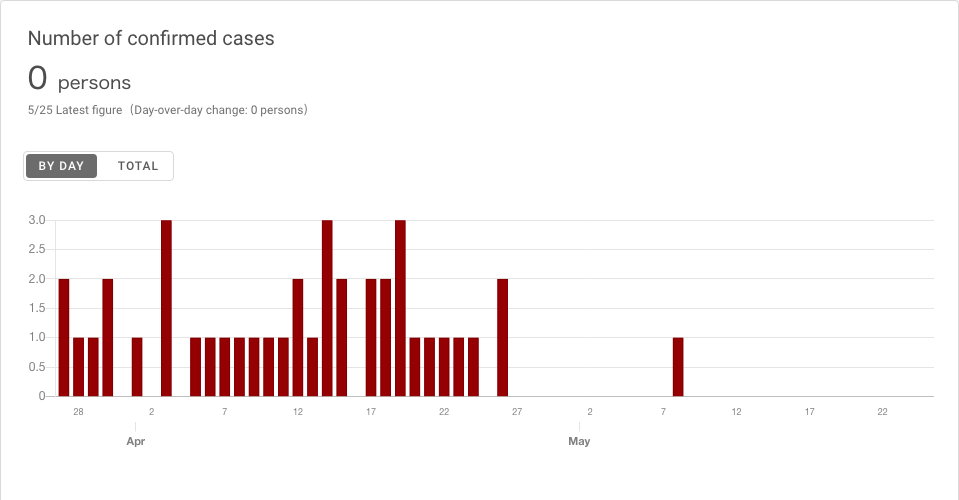 Number of confirmed cases
0 persons
5/25 Latest figure（Day-over-day change: 0 persons）
BY DAY TOTAL
3.0
2.5
2.0
1.5
1.0
0.5
0
28 2 7 12 17 22 27 2 7 12 17 22
Apr May